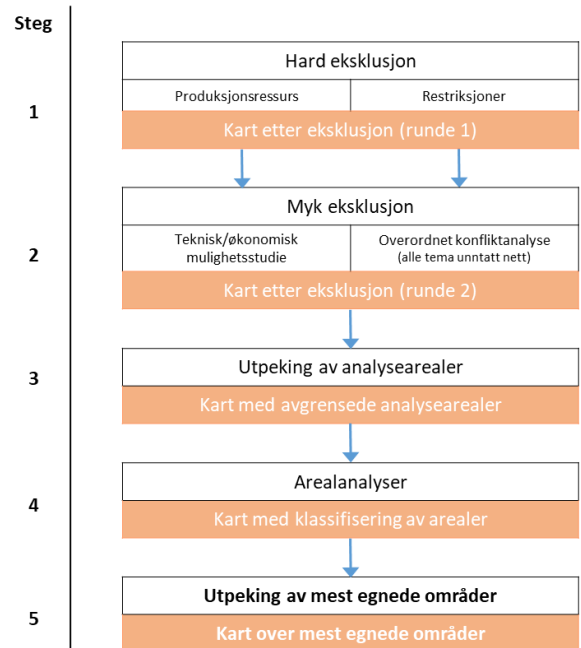 Steg
1
Hard eksklusjon
Produksjonsressurs
Restriksjoner
Kart etter eksklusjon (runde 1)
2
Myk eksklusjon
Teknisk/økonomisk
mulighetsstudie
Overordnet konfliktanalyse
(alle tema unntatt nett)
Kart etter eksklusjon (runde 2)
3
Utpeking av analysearealer
Kart med avgrensede analysearealer
4
Arealanalyser
Kart med klassifisering av arealer
5
Utpeking av mest egnede områder
Kart over mest egnede områder